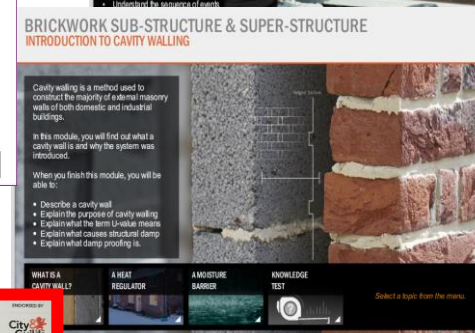 • Understand the sequence of events
BRICKWORK SUB-STRUCTURE & SUPER-STRUCTURE
INTRODUCTION TO CAVITY WALLING
Cavity walling is a method used to
construct the majority of external masonry
walls of both domestic and industrial
buildings.
In this module, you will find out what a
cavity wall is and why the system was
introduced.
When you finish this module, you will be
able to:
• Describe a cavity wall
• Explain the purpose of cavity walling
• Explain what the term U-value means
• Explain what causes structural damp
• Explain what damp proofing is.
WHAT IS A
CAVITY WALL?
A HEAT
REGULATOR
A MOISTURE
BARRIER
KNOWLEDGE
TEST
Select a topic from the menu.
ENDORSED BY
City